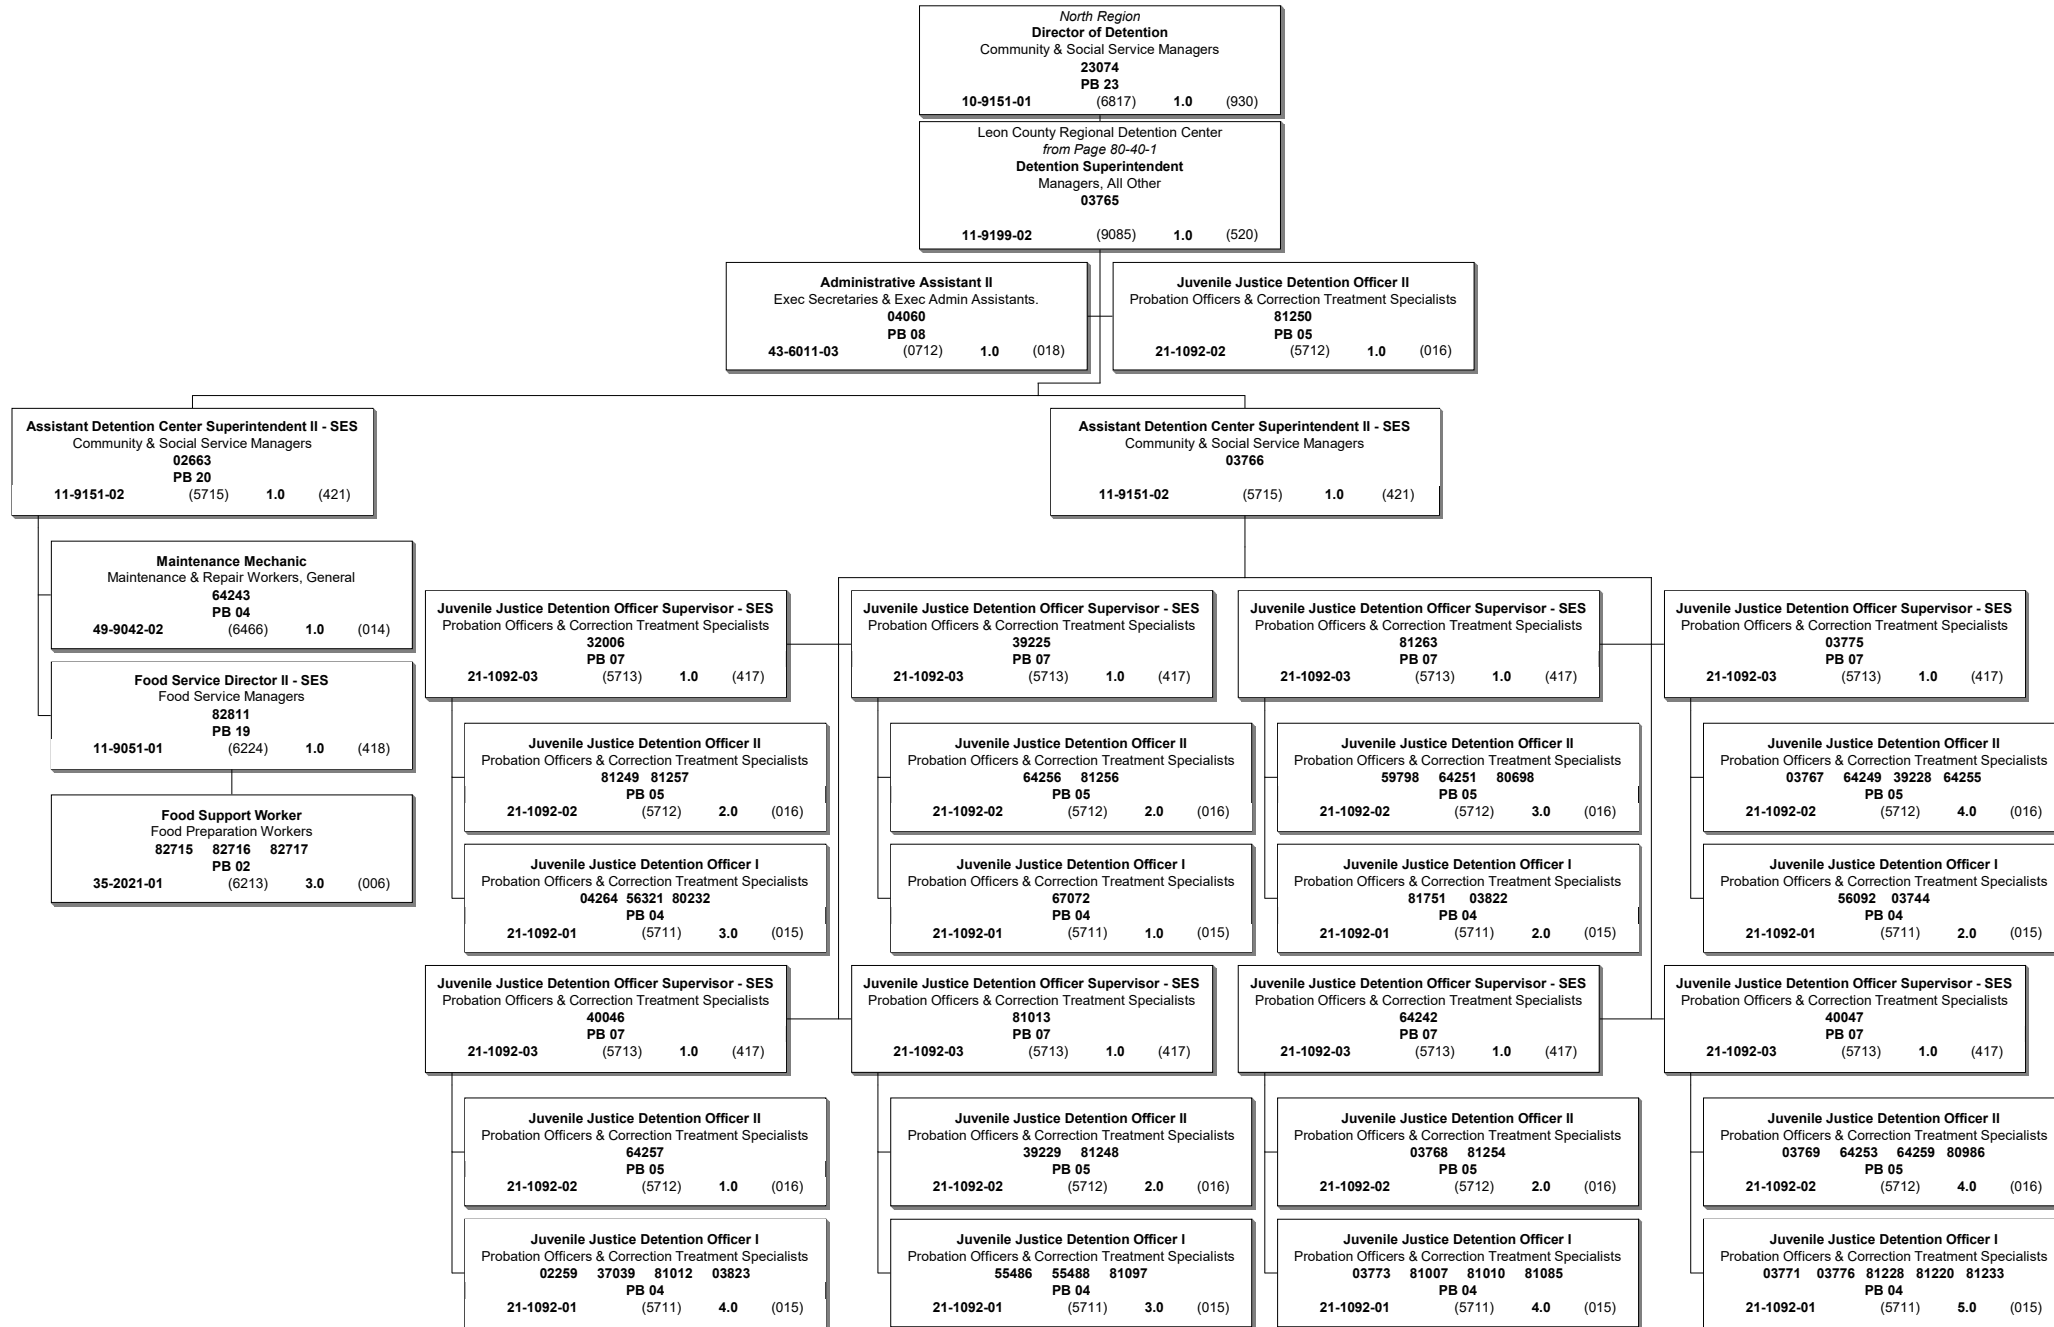 North Region
Director of Detention
Community & Social Service Managers
23074
PB 23
10-9151-01 (6817) 1.0 (930)
Leon County Regional Detention Center
from Page 80-40-1
Detention Superintendent
Managers, All Other
03765
11-9199-02 (9085) 1.0 (520)
Administrative Assistant II
Exec Secretaries & Exec Admin Assistants.
04060
PB 08
43-6011-03 (0712) 1.0 (018)
Juvenile Justice Detention Officer II
Probation Officers & Correction Treatment Specialists
81250
PB 05
21-1092-02 (5712) 1.0 (016)
Assistant Detention Center Superintendent II - SES
Community & Social Service Managers
02663
PB 20
11-9151-02 (5715) 1.0 (421)
Assistant Detention Center Superintendent II - SES
Community & Social Service Managers
03766
11-9151-02 (5715) 1.0 (421)
Maintenance Mechanic
Maintenance & Repair Workers, General
64243
PB 04
49-9042-02 (6466) 1.0 (014)
Food Service Director II - SES
Food Service Managers
82811
PB 19
11-9051-01 (6224) 1.0 (418)
Food Support Worker
Food Preparation Workers
82715 82716 82717
PB 02
35-2021-01 (6213) 3.0 (006)
Juvenile Justice Detention Officer Supervisor - SES
Probation Officers & Correction Treatment Specialists
32006
PB 07
21-1092-03 (5713) 1.0 (417)
Juvenile Justice Detention Officer II
Probation Officers & Correction Treatment Specialists
81249 81257
PB 05
21-1092-02 (5712) 2.0 (016)
Juvenile Justice Detention Officer I
Probation Officers & Correction Treatment Specialists
04264 56321 80232
PB 04
21-1092-01 (5711) 3.0 (015)
Juvenile Justice Detention Officer Supervisor - SES
Probation Officers & Correction Treatment Specialists
39225
PB 07
21-1092-03 (5713) 1.0 (417)
Juvenile Justice Detention Officer II
Probation Officers & Correction Treatment Specialists
64256 81256
PB 05
21-1092-02 (5712) 2.0 (016)
Juvenile Justice Detention Officer I
Probation Officers & Correction Treatment Specialists
67072
PB 04
21-1092-01 (5711) 1.0 (015)
Juvenile Justice Detention Officer Supervisor - SES
Probation Officers & Correction Treatment Specialists
81263
PB 07
21-1092-03 (5713) 1.0 (417)
Juvenile Justice Detention Officer II
Probation Officers & Correction Treatment Specialists
59798 64251 80698
PB 05
21-1092-02 (5712) 3.0 (016)
Juvenile Justice Detention Officer I
Probation Officers & Correction Treatment Specialists
81751 03822
PB 04
21-1092-01 (5711) 2.0 (015)
Juvenile Justice Detention Officer Supervisor - SES
Probation Officers & Correction Treatment Specialists
03775
PB 07
21-1092-03 (5713) 1.0 (417)
Juvenile Justice Detention Officer II
Probation Officers & Correction Treatment Specialists
03767 64249 39228 64255
PB 05
21-1092-02 (5712) 4.0 (016)
Juvenile Justice Detention Officer I
Probation Officers & Correction Treatment Specialists
56092 03744
PB 04
21-1092-01 (5711) 2.0 (015)
Juvenile Justice Detention Officer Supervisor - SES
Probation Officers & Correction Treatment Specialists
40046
PB 07
21-1092-03 (5713) 1.0 (417)
Juvenile Justice Detention Officer II
Probation Officers & Correction Treatment Specialists
64257
PB 05
21-1092-02 (5712) 1.0 (016)
Juvenile Justice Detention Officer I
Probation Officers & Correction Treatment Specialists
02259 37039 81012 03823
PB 04
21-1092-01 (5711) 4.0 (015)
Juvenile Justice Detention Officer Supervisor - SES
Probation Officers & Correction Treatment Specialists
81013
PB 07
21-1092-03 (5713) 1.0 (417)
Juvenile Justice Detention Officer II
Probation Officers & Correction Treatment Specialists
39229 81248
PB 05
21-1092-02 (5712) 2.0 (016)
Juvenile Justice Detention Officer I
Probation Officers & Correction Treatment Specialists
55486 55488 81097
PB 04
21-1092-01 (5711) 3.0 (015)
Juvenile Justice Detention Officer Supervisor - SES
Probation Officers & Correction Treatment Specialists
64242
PB 07
21-1092-03 (5713) 1.0 (417)
Juvenile Justice Detention Officer II
Probation Officers & Correction Treatment Specialists
03768 81254
PB 05
21-1092-02 (5712) 2.0 (016)
Juvenile Justice Detention Officer I
Probation Officers & Correction Treatment Specialists
03773 81007 81010 81085
PB 04
21-1092-01 (5711) 4.0 (015)
Juvenile Justice Detention Officer Supervisor - SES
Probation Officers & Correction Treatment Specialists
40047
PB 07
21-1092-03 (5713) 1.0 (417)
Juvenile Justice Detention Officer II
Probation Officers & Correction Treatment Specialists
03769 64253 64259 80986
PB 05
21-1092-02 (5712) 4.0 (016)
Juvenile Justice Detention Officer I
Probation Officers & Correction Treatment Specialists
03771 03776 81228 81220 81233
PB 04
21-1092-01 (5711) 5.0 (015)